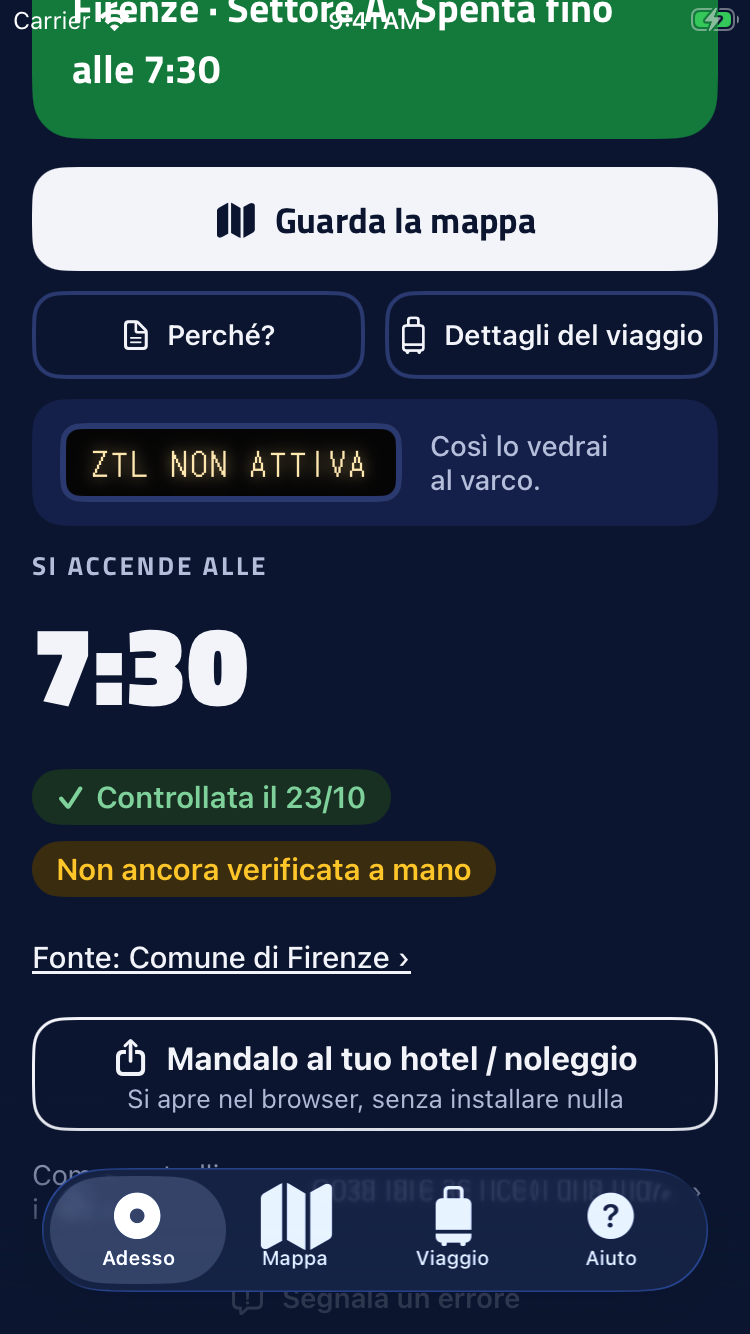 Carrier
9:41 AM
Firenze · Settore A · Spenta fino
alle 7:30
Guarda la mappa
Perché?
Dettagli del viaggio
ZTL NON ATTIVA
Così lo vedrai
al varco.
SI ACCENDE ALLE
7:30
Controllata il 23/10
Non ancora verificata a mano
Fonte: Comune di Firenze ›
Mandalo al tuo hotel / noleggio
Si apre nel browser, senza installare nulla
i
›
Adesso
Mappa
Viaggio
Aiuto
Segnala un errore